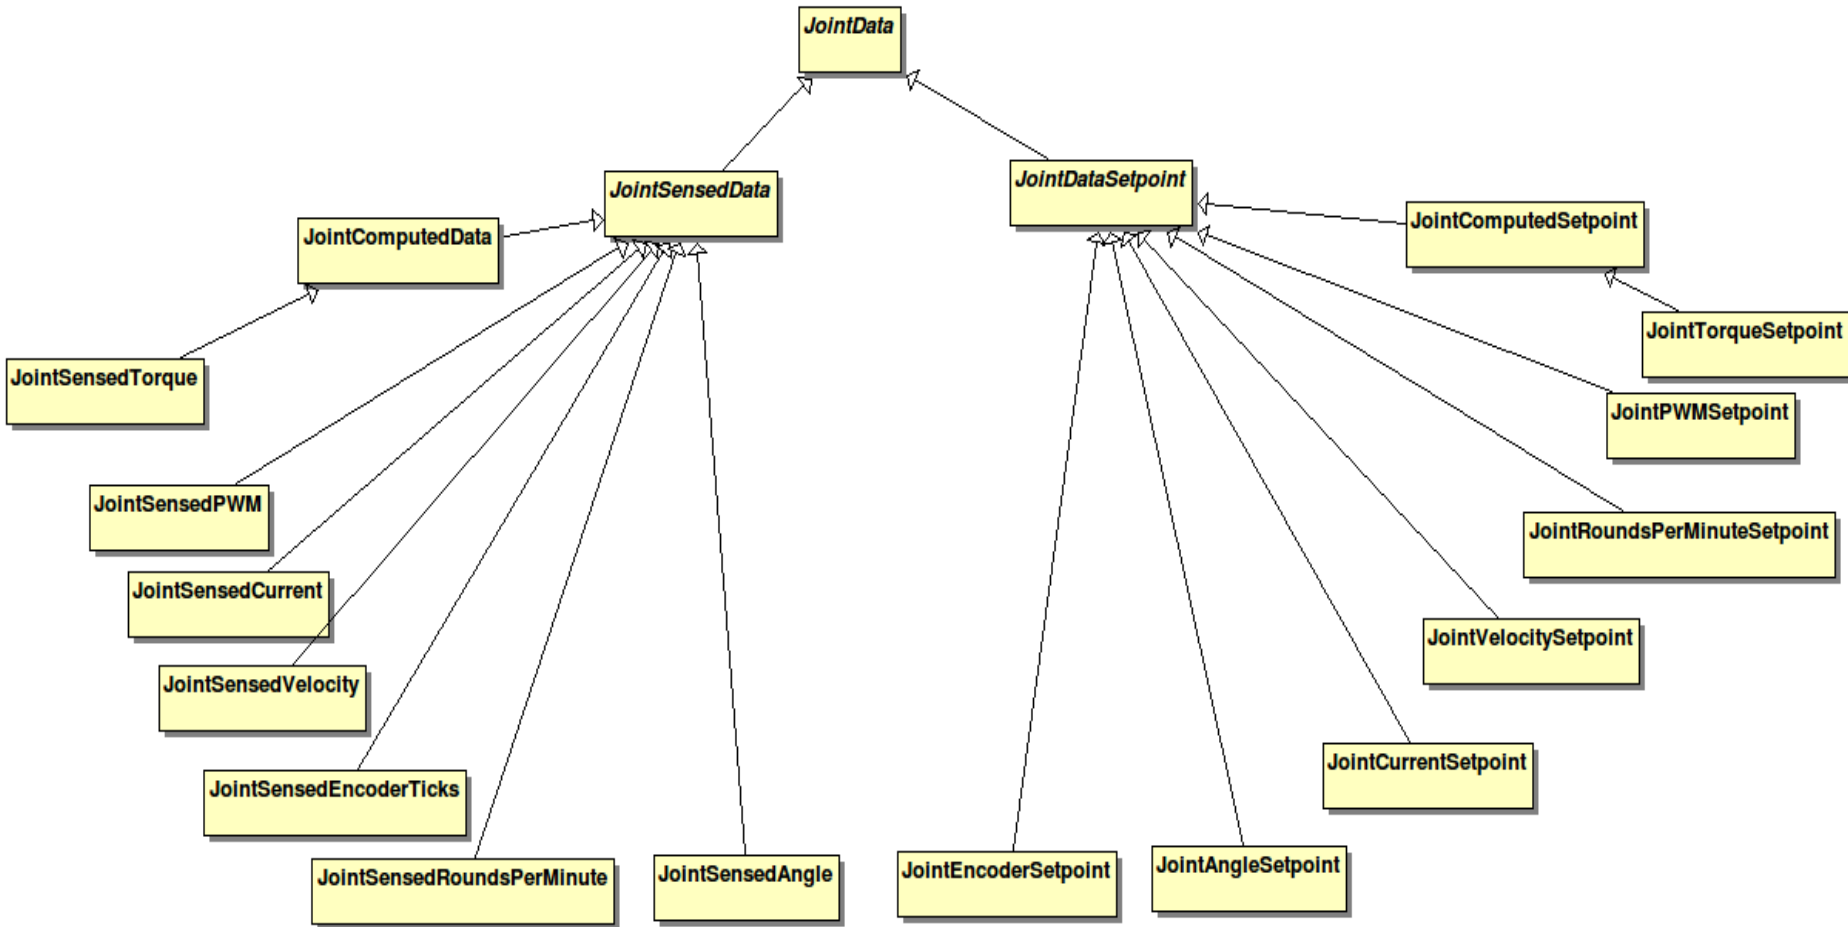 JointData
JointSensedData
JointDataSetpoint
JointComputedData
JointComputedSetpoint
JointTorqueSetpoint
JointSensedTorque
JointPWMSetpoint
JointSensedPWM
JointRoundsPerMinuteSetpoint
JointSensedCurrent
JointVelocitySetpoint
JointSensedVelocity
JointCurrentSetpoint
JointSensedEncoderTicks
JointSensedRoundsPerMinute
JointSensedAngle
JointEncoderSetpoint
JointAngleSetpoint